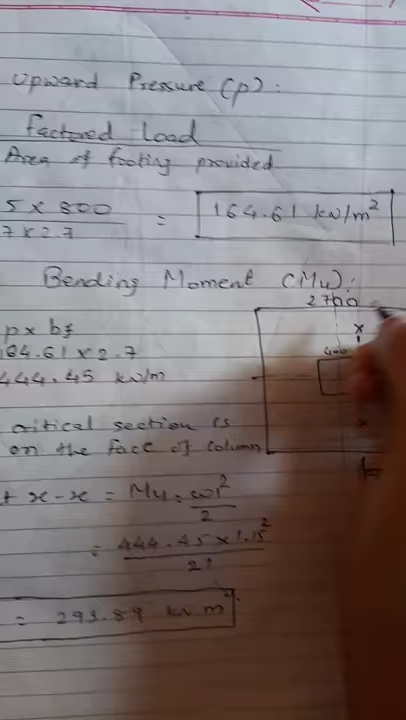 Upward Pressure (p):
Factored Load
Area of footing provided
5 x 800
7 x 2.7
= 164.61 kN/m²
Bending Moment (Mu):
2700
p x bf
164.61 x 2.7
444.45 kN/m
x
400
critical section is
on the face of column
x
x-x = Mu = wl²
2
= 444.45 x 1.15²
2
= 293.89 kN m